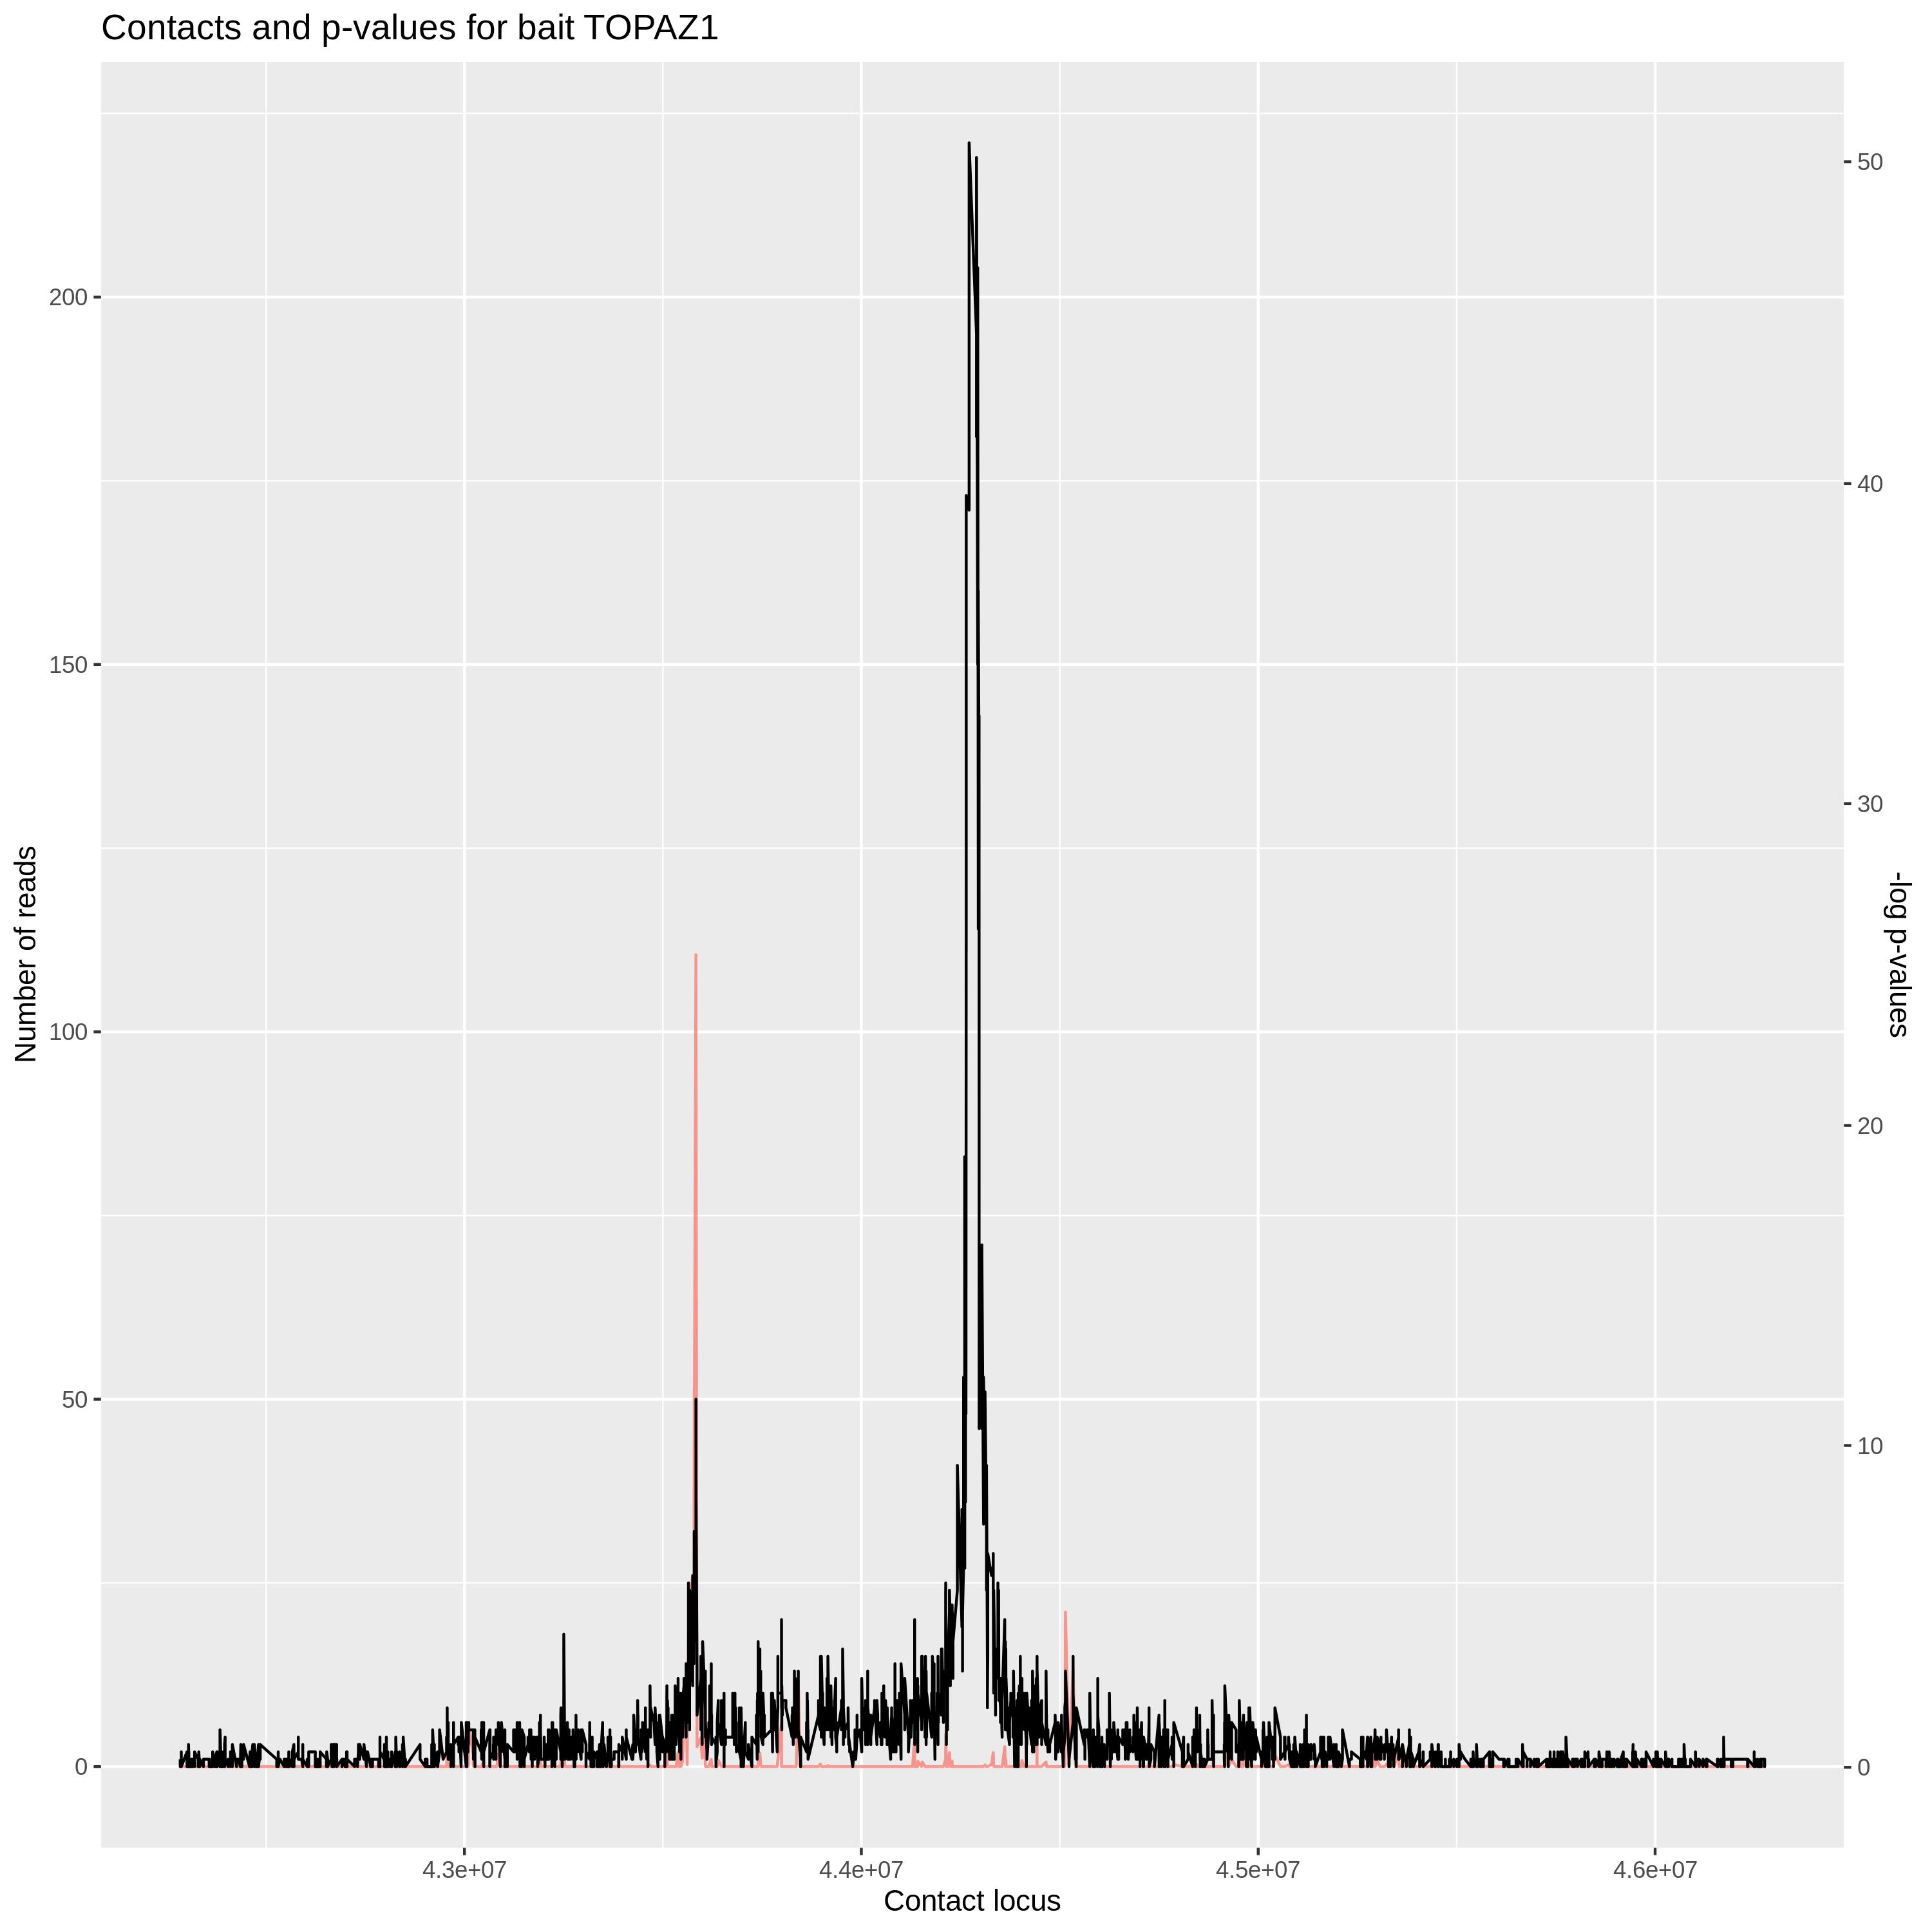 Contacts and p-values for bait TOPAZ1
200
150
100
50
0
Number of reads
50
40
30
20
10
0
-log p-values
4.3e+07
4.4e+07
4.5e+07
4.6e+07
Contact locus